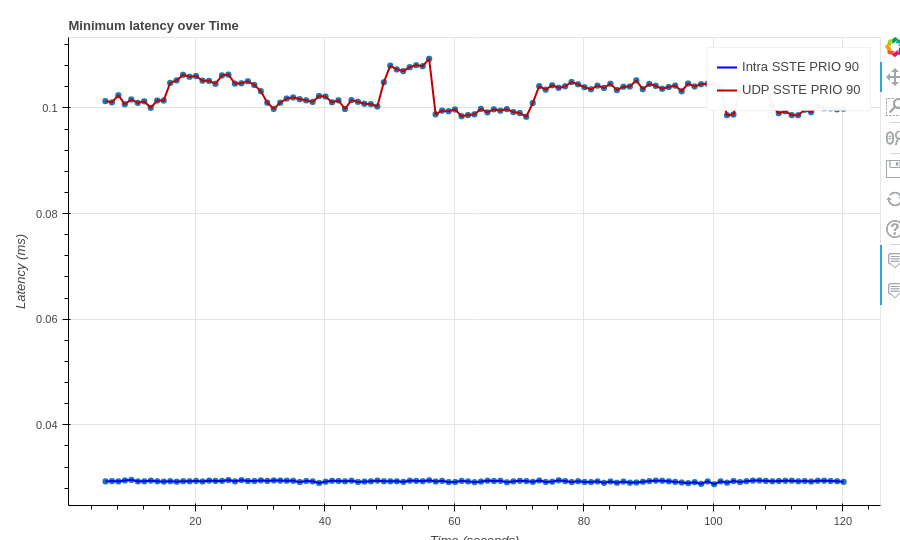 Minimum latency over Time
Intra SSTE PRIO 90
UDP SSTE PRIO 90
0.1
0.08
0.06
0.04
Latency (ms)
20
40
60
80
100
120
Time (seconds)